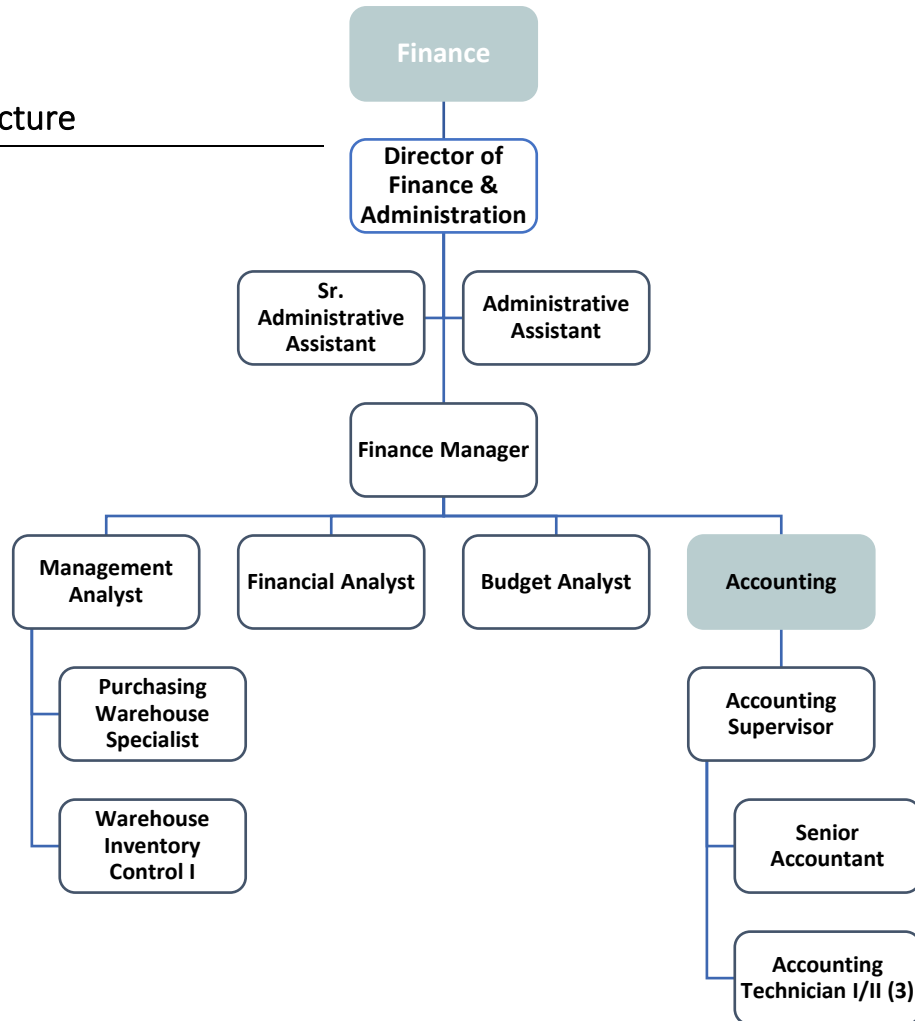 Finance
cture
Director of
Finance &
Administration
Sr.
Administrative
Assistant
Administrative
Assistant
Finance Manager
Management
Analyst
Financial Analyst
Budget Analyst
Accounting
Purchasing
Warehouse
Specialist
Accounting
Supervisor
Warehouse
Inventory
Control I
Senior
Accountant
Accounting
Technician I/II (3)